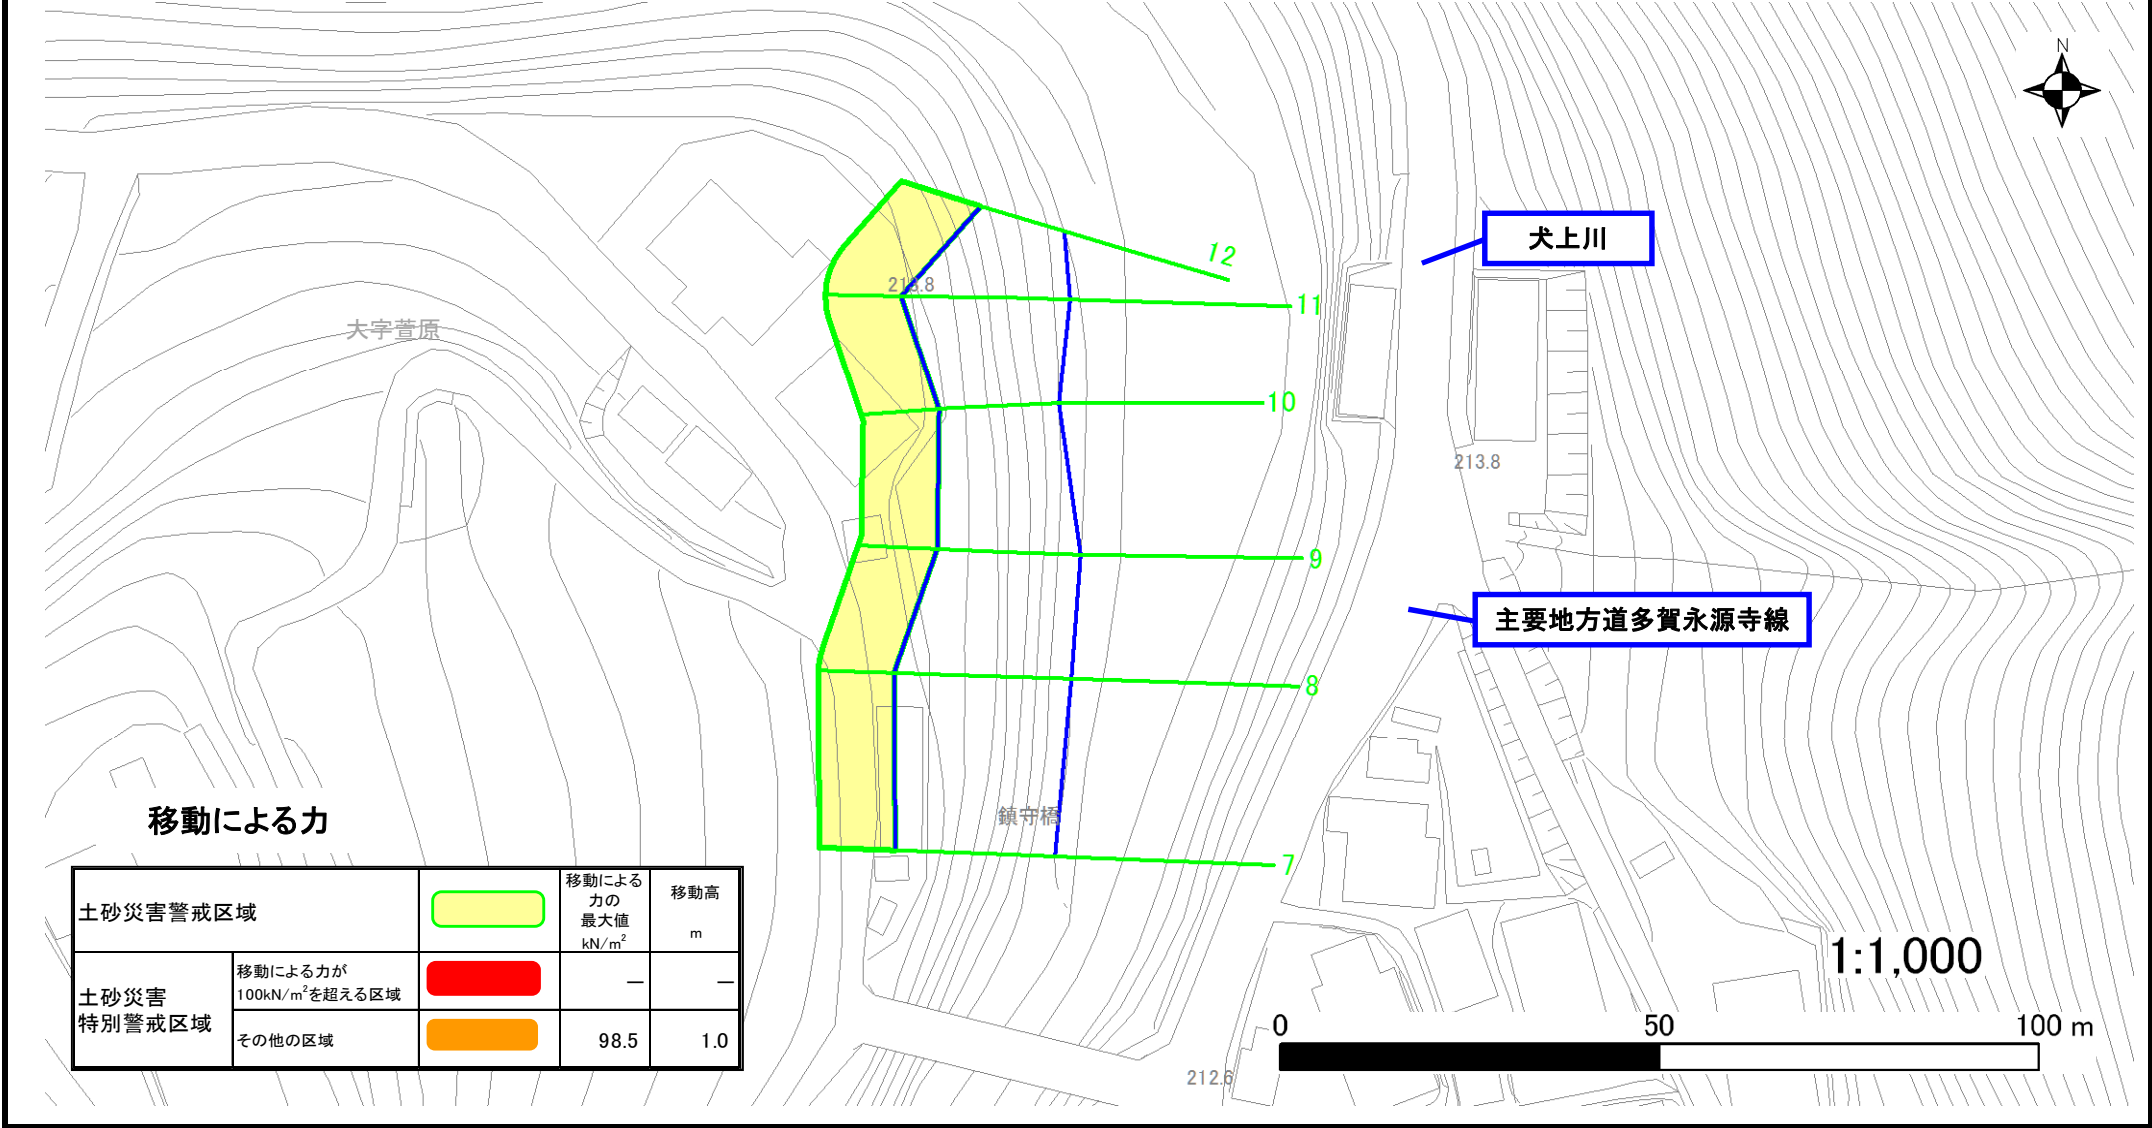 N
12
犬上川
213.8
11
大字萱原
10
213.8
9
主要地方道多賀永源寺線
8
鎮守橋
移動による力
7
土砂災害警戒区域
移動による
力の
最大値
kN/m²
移動高
m
土砂災害
特別警戒区域
移動による力が
100kN/m²を超える区域
—
—
その他の区域
98.5
1.0
1:1,000
0
50
100 m
212.6